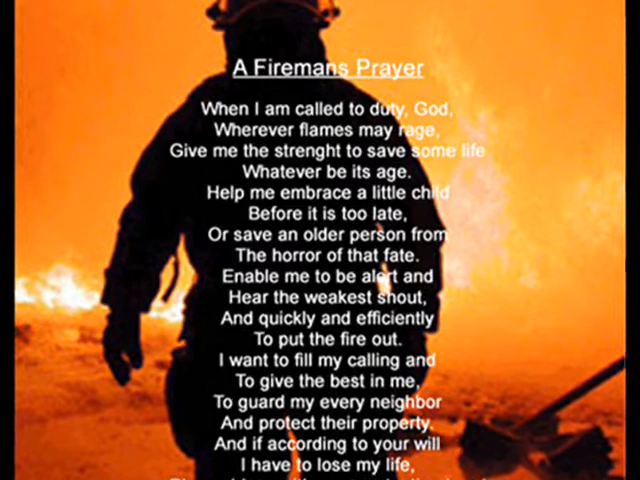 A Firemans Prayer
When I am called to duty, God,
Wherever flames may rage,
Give me the strenght to save some life
Whatever be its age.
Help me embrace a little child
Before it is too late,
Or save an older person from
The horror of that fate.
Enable me to be alert and
Hear the weakest shout,
And quickly and efficiently
To put the fire out.
I want to fill my calling and
To give the best in me,
To guard my every neighbor
And protect their property.
And if according to your will
I have to lose my life,